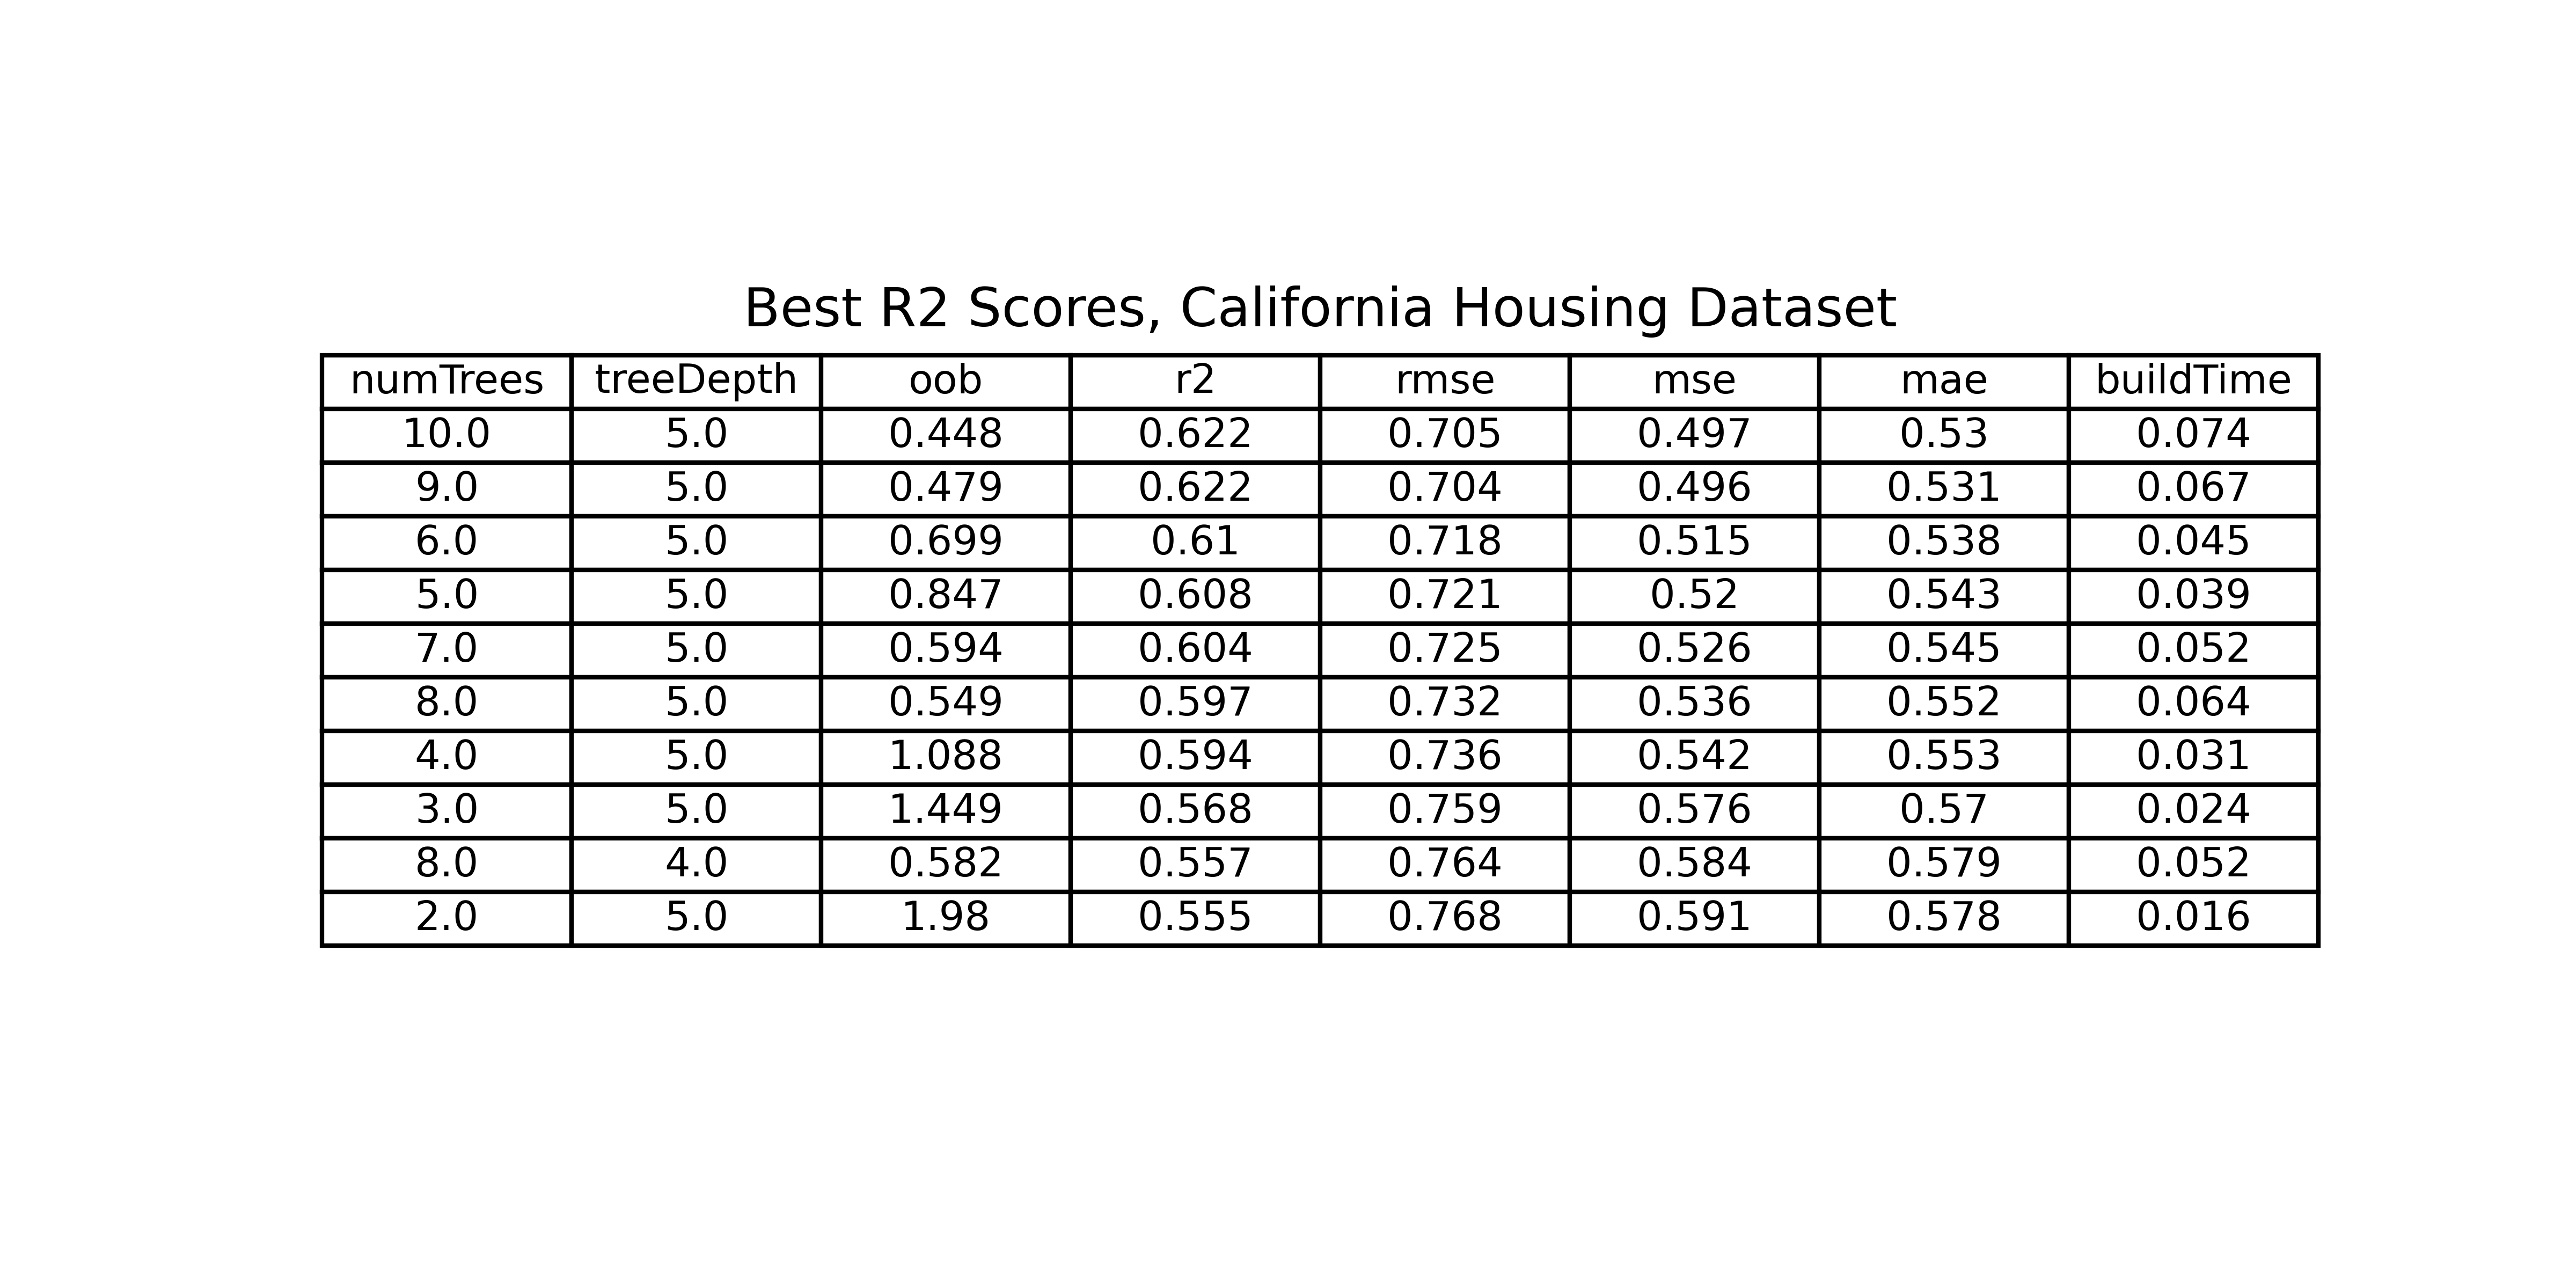 Best R2 Scores, California Housing Dataset
numTrees treeDepth oob r2 rmse mse mae buildTime
10.0 5.0 0.448 0.622 0.705 0.497 0.53 0.074
9.0 5.0 0.479 0.622 0.704 0.496 0.531 0.067
6.0 5.0 0.699 0.61 0.718 0.515 0.538 0.045
5.0 5.0 0.847 0.608 0.721 0.52 0.543 0.039
7.0 5.0 0.594 0.604 0.725 0.526 0.545 0.052
8.0 5.0 0.549 0.597 0.732 0.536 0.552 0.064
4.0 5.0 1.088 0.594 0.736 0.542 0.553 0.031
3.0 5.0 1.449 0.568 0.759 0.576 0.57 0.024
8.0 4.0 0.582 0.557 0.764 0.584 0.579 0.052
2.0 5.0 1.98 0.555 0.768 0.591 0.578 0.016